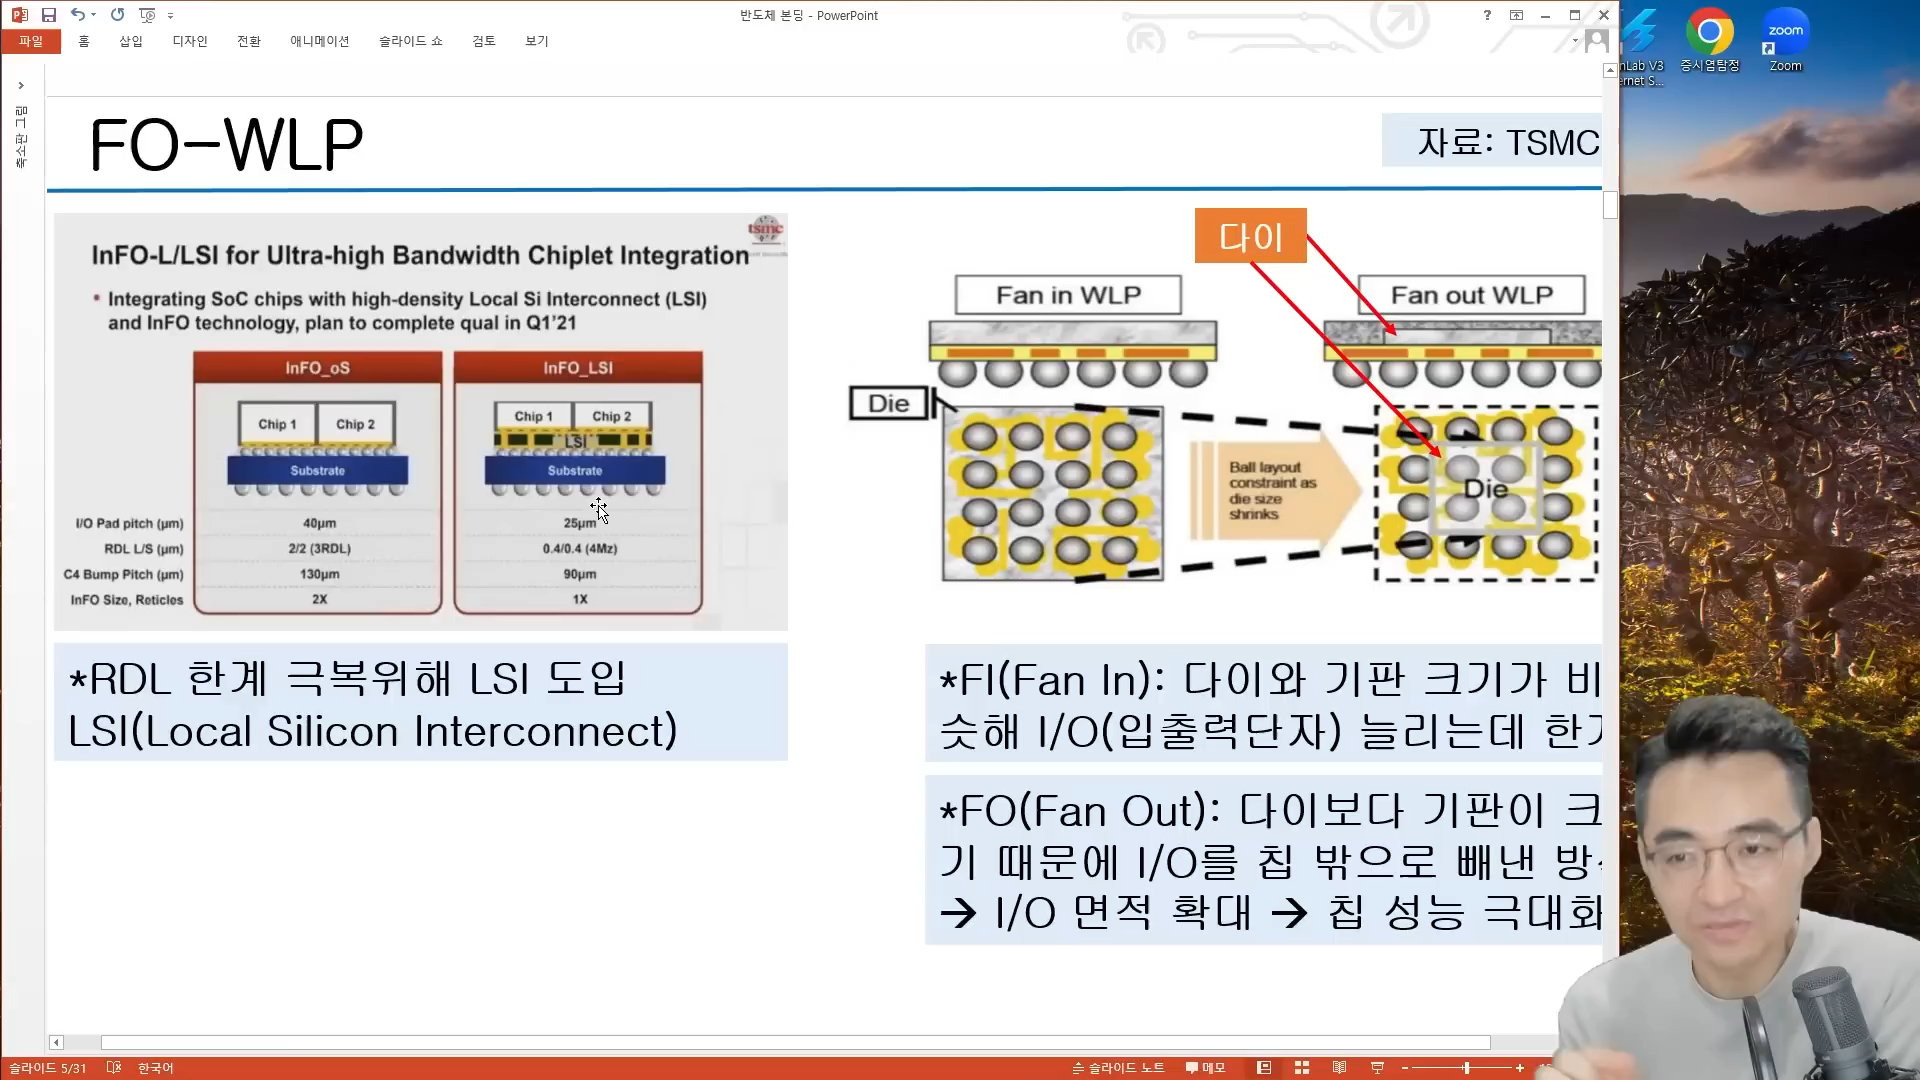 반도체 본딩 - PowerPoint
파일
홈
삽입
디자인
전환
애니메이션
슬라이드 쇼
검토
보기
축소판 그림
FO-WLP
자료: TSMC
tsmc
InFO-L/LSI for Ultra-high Bandwidth Chiplet Integration
• Integrating SoC chips with high-density Local Si Interconnect (LSI)
and InFO technology, plan to complete qual in Q1'21
InFO_oS
InFO_LSI
Chip 1
Chip 2
Substrate
Chip 1
Chip 2
LSI
Substrate
I/O Pad pitch (µm) 40µm 25µm
RDL L/S (µm) 2/2 (3RDL) 0.4/0.4 (4Mz)
C4 Bump Pitch (µm) 130µm 90µm
InFO Size, Reticles 2X 1X
*RDL 한계 극복위해 LSI 도입
LSI(Local Silicon Interconnect)
다이
Fan in WLP
Fan out WLP
Die
Ball layout
constraint as
die size
shrinks
Die
*FI(Fan In): 다이와 기판 크기가 비
슷해 I/O(입출력단자) 늘리는데 한
*FO(Fan Out): 다이보다 기판이 크
기 때문에 I/O를 칩 밖으로 빼낸 방
→ I/O 면적 확대 → 칩 성능 극대화
슬라이드 5/31
한국어
슬라이드 노트
메모
nLab V3
ernet S...
증시염탐정
zoom
Zoom